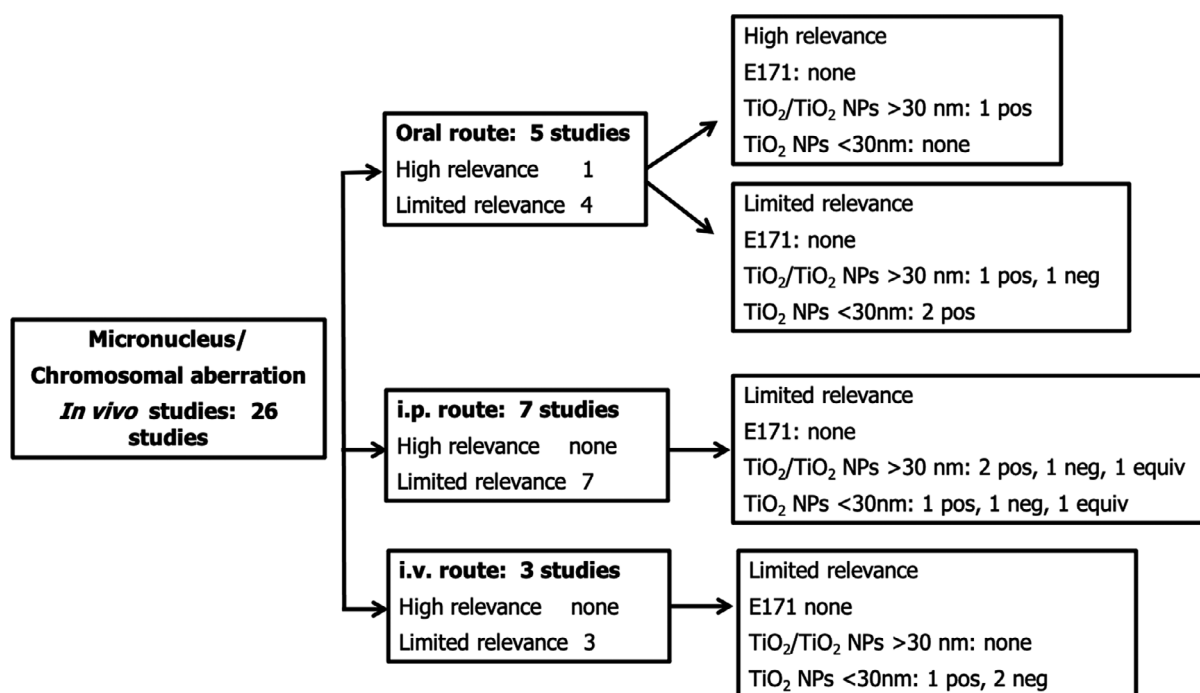 Micronucleus/
Chromosomal aberration
In vivo studies: 26
studies
Oral route: 5 studies
High relevance 1
Limited relevance 4
High relevance
E171: none
TiO₂/TiO₂ NPs >30 nm: 1 pos
TiO₂ NPs <30nm: none
Limited relevance
E171: none
TiO₂/TiO₂ NPs >30 nm: 1 pos, 1 neg
TiO₂ NPs <30nm: 2 pos
i.p. route: 7 studies
High relevance none
Limited relevance 7
Limited relevance
E171: none
TiO₂/TiO₂ NPs >30 nm: 2 pos, 1 neg, 1 equiv
TiO₂ NPs <30nm: 1 pos, 1 neg, 1 equiv
i.v. route: 3 studies
High relevance none
Limited relevance 3
Limited relevance
E171 none
TiO₂/TiO₂ NPs >30 nm: none
TiO₂ NPs <30nm: 1 pos, 2 neg